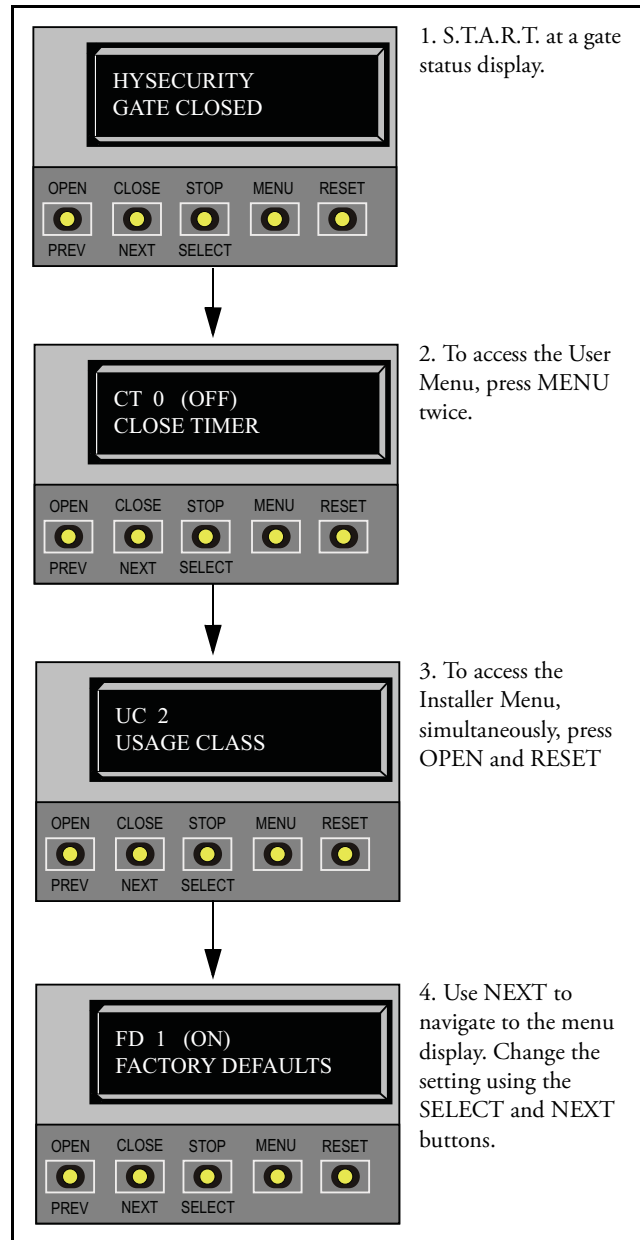 1. S.T.A.R.T. at a gate
status display.
HYSECURITY
GATE CLOSED
OPEN CLOSE STOP MENU RESET
PREV NEXT SELECT
2. To access the User
Menu, press MENU
twice.
CT 0 (OFF)
CLOSE TIMER
OPEN CLOSE STOP MENU RESET
PREV NEXT SELECT
3. To access the
Installer Menu,
simultaneously, press
OPEN and RESET
UC 2
USAGE CLASS
OPEN CLOSE STOP MENU RESET
PREV NEXT SELECT
4. Use NEXT to
navigate to the menu
display. Change the
setting using the
SELECT and NEXT
buttons.
FD 1 (ON)
FACTORY DEFAULTS
OPEN CLOSE STOP MENU RESET
PREV NEXT SELECT